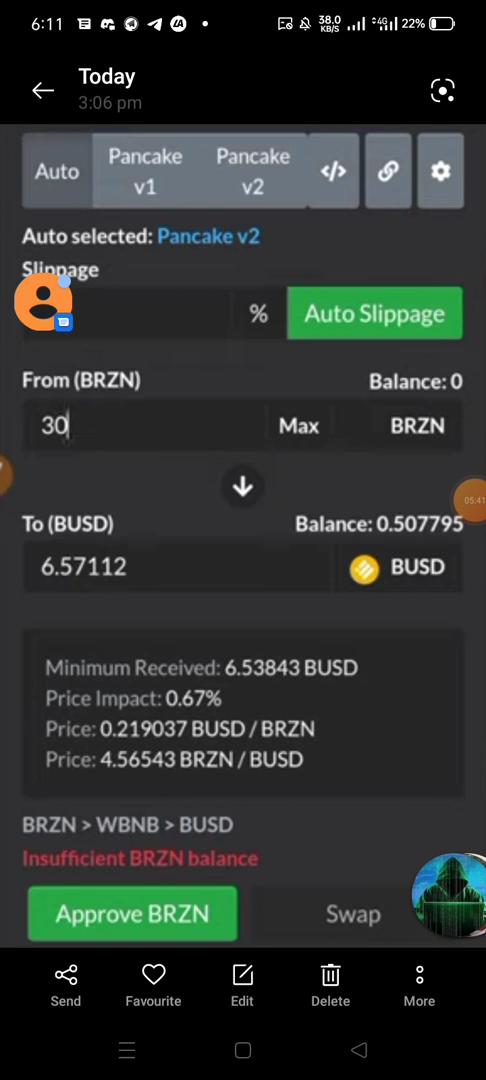 6:11 38.0 KB/S 4G 22%
Today
3:06 pm
Auto
Pancake v1
Pancake v2
</>
Auto selected: Pancake v2
Slippage
% Auto Slippage
From (BRZN) Balance: 0
30 Max BRZN
05:41
To (BUSD) Balance: 0.507795
6.57112 BUSD
Minimum Received: 6.53843 BUSD
Price Impact: 0.67%
Price: 0.219037 BUSD / BRZN
Price: 4.56543 BRZN / BUSD
BRZN > WBNB > BUSD
Insufficient BRZN balance
Approve BRZN Swap
Send Favourite Edit Delete More